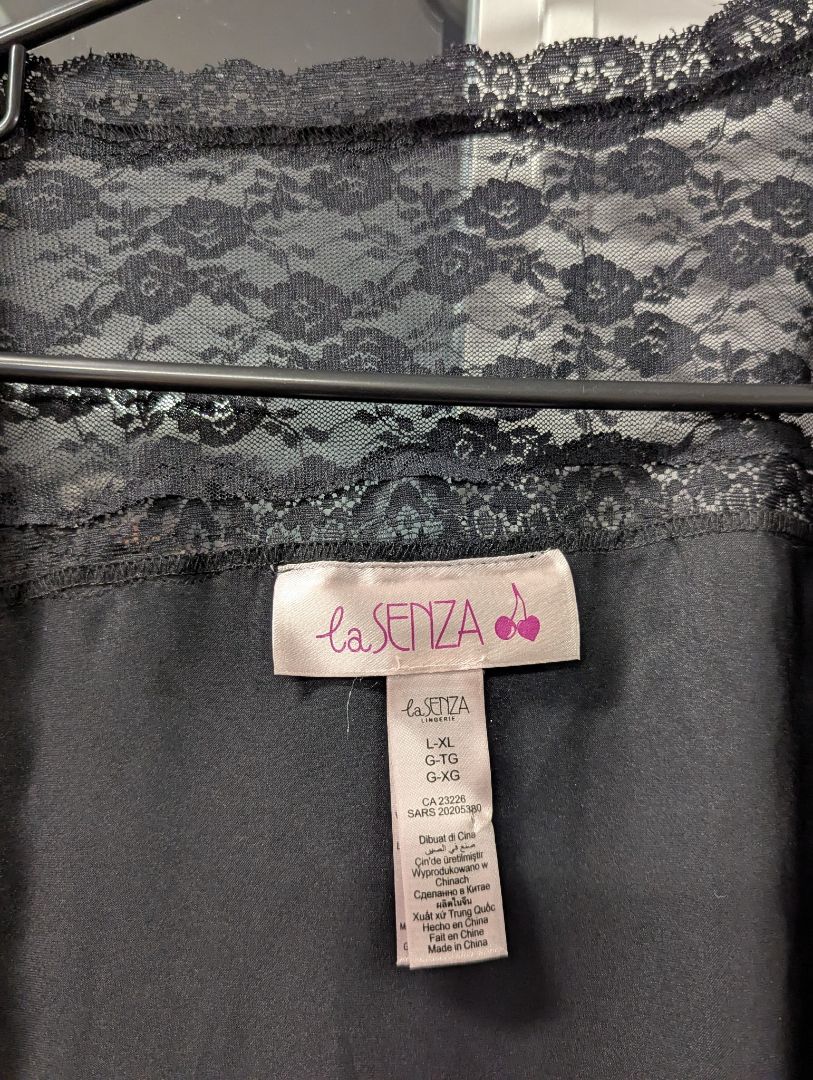 la SENZA
la SENZA
LINGERIE
L-XL
G-TG
G-XG
CA 23226
SARS 20205380
Dibuat di Cina
صنع في الصين
Çin'de üretilmiştir
Wyprodukowano w
Chinach
Сделанно в Китае
ผลิตในจีน
Xuất xứ Trung Quốc
Hecho en China
Fait en Chine
Made in China